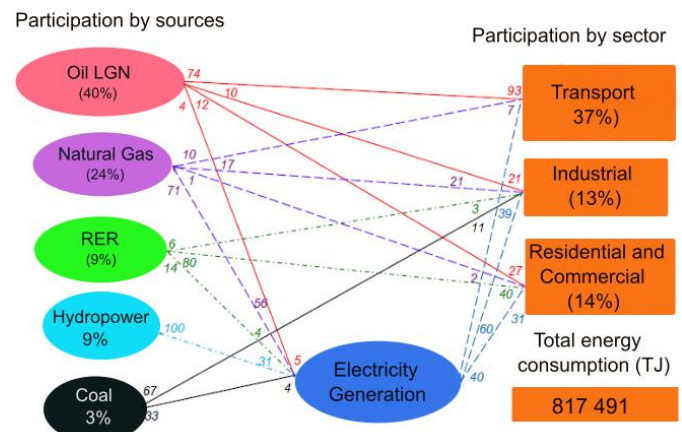 Participation by sources
Participation by sector
Oil LGN
(40%)
74
10
4 12
93
7
Transport
37%)
Natural Gas
(24%)
10
17
1
71
21
21
39
Industrial
(13%)
3
11
RER
(9%)
6
14 80
27
2
40
31
Residential and
Commercial
(14%)
Hydropower
9%
100
56
4
31
60
5
4
40
Electricity
Generation
Coal
3%
67
33
Total energy
consumption (TJ)
817 491